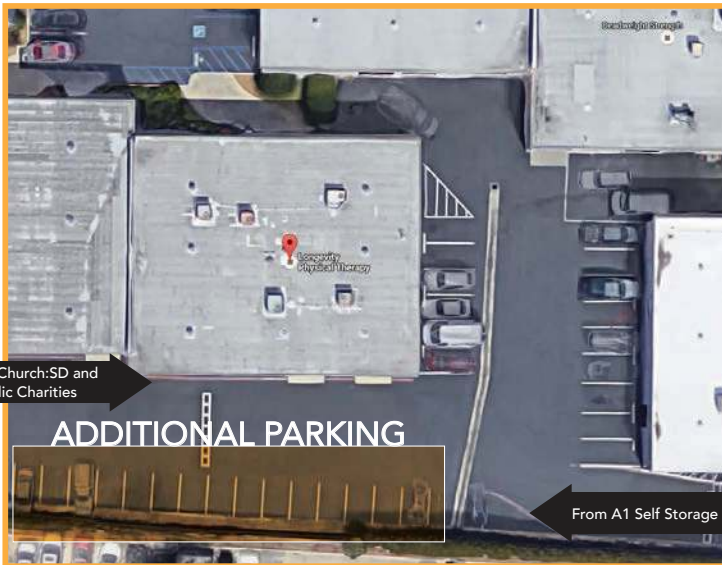 Deadweight Strength
Longevity
Physical Therapy
Church:SD and
lic Charities
ADDITIONAL PARKING
From A1 Self Storage